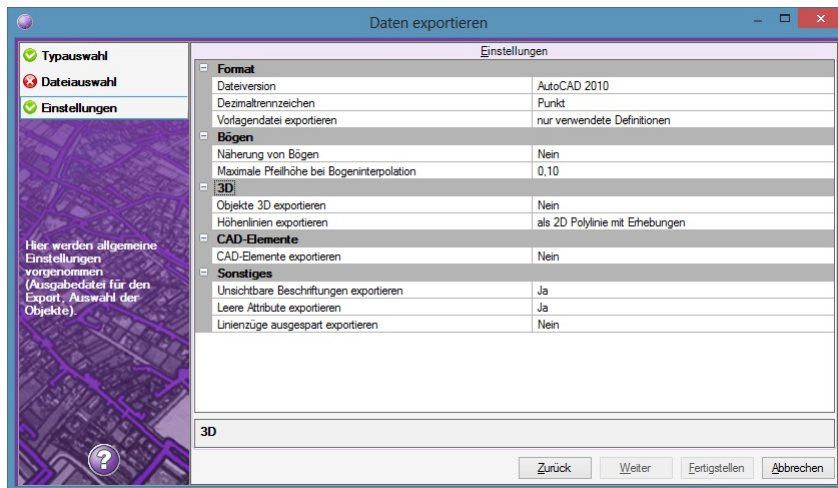 Daten exportieren
Typauswahl
Dateiauswahl
Einstellungen
Hier werden allgemeine
Einstellungen
vorgenommen
(Ausgabedatei für den
Export, Auswahl der
Objekte).
Einstellungen
Format
Dateiversion AutoCAD 2010
Dezimaltrennzeichen Punkt
Vorlagendatei exportieren nur verwendete Definitionen
Bögen
Näherung von Bögen Nein
Maximale Pfeilhöhe bei Bogeninterpolation 0,10
3D
Objekte 3D exportieren Nein
Höhenlinien exportieren als 2D Polylinie mit Erhebungen
CAD-Elemente
CAD-Elemente exportieren Nein
Sonstiges
Unsichtbare Beschriftungen exportieren Ja
Leere Attribute exportieren Ja
Linienzüge ausgespart exportieren Nein
3D
Zurück Weiter Fertigstellen Abbrechen